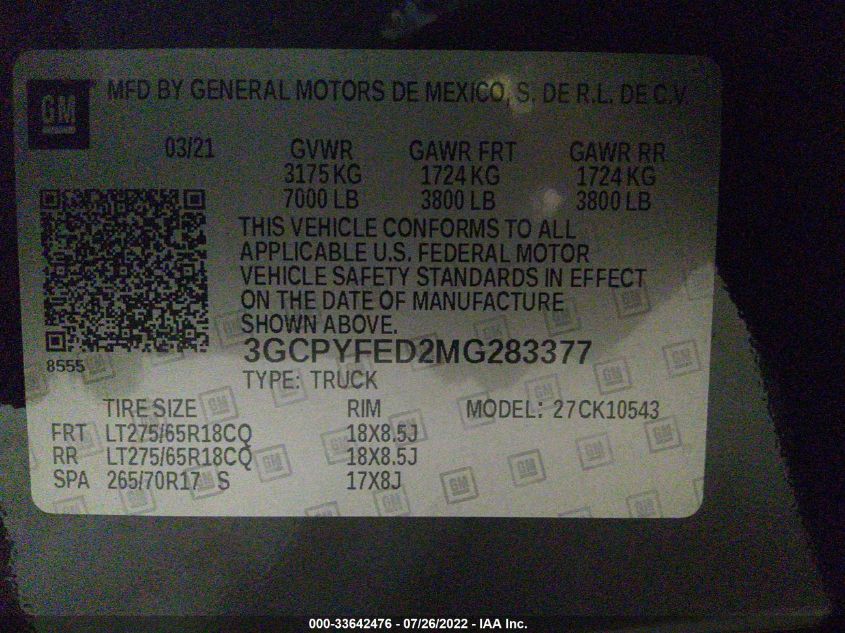 GM
MFD BY GENERAL MOTORS DE MEXICO, S. DE R.L. DE C.V.
03/21 GVWR GAWR FRT GAWR RR
3175 KG 1724 KG 1724 KG
7000 LB 3800 LB 3800 LB
THIS VEHICLE CONFORMS TO ALL
APPLICABLE U.S. FEDERAL MOTOR
VEHICLE SAFETY STANDARDS IN EFFECT
ON THE DATE OF MANUFACTURE
SHOWN ABOVE.
8555
3GCPYFED2MG283377
TYPE: TRUCK
TIRE SIZE RIM MODEL: 27CK10543
FRT LT275/65R18CQ 18X8.5J
RR LT275/65R18CQ 18X8.5J
SPA 265/70R17 S 17X8J
000-33642476 - 07/26/2022 - IAA Inc.